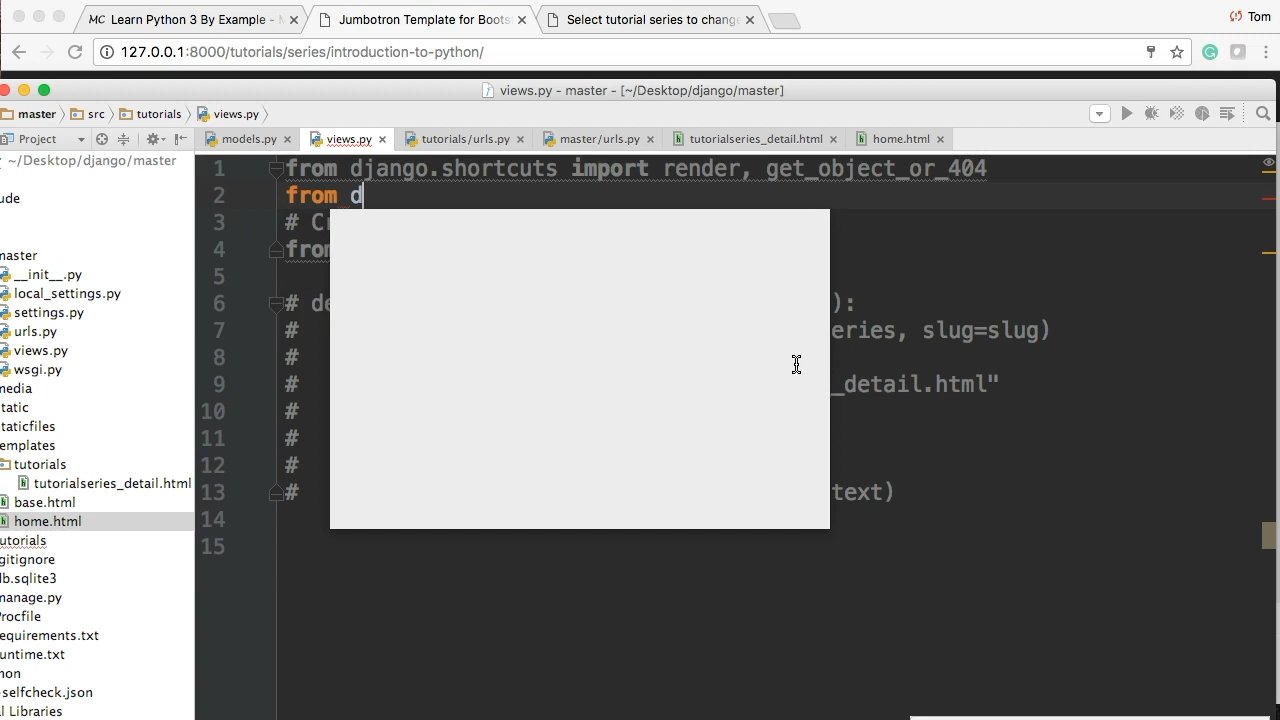 MC Learn Python 3 By Example -
Jumbotron Template for Boots
Select tutorial series to change
Tom
127.0.0.1:8000/tutorials/series/introduction-to-python/
views.py - master - [~/Desktop/django/master]
master
src
tutorials
views.py
Project
models.py
views.py
tutorials/urls.py
master/urls.py
tutorialseries_detail.html
home.html
~/Desktop/django/master
ude
master
__init__.py
local_settings.py
settings.py
urls.py
views.py
wsgi.py
media
tatic
taticfiles
emplates
tutorials
tutorialseries_detail.html
base.html
home.html
utorials
gitignore
lb.sqlite3
manage.py
Procfile
equirements.txt
untime.txt
hon
-selfcheck.json
l Libraries
1 from django.shortcuts import render, get_object_or_404
2 from d
3 # Cr
4 from
5
6 # de ):
7 # eries, slug=slug)
8 #
9 # _detail.html"
10 #
11 #
12 #
13 # text)
14
15